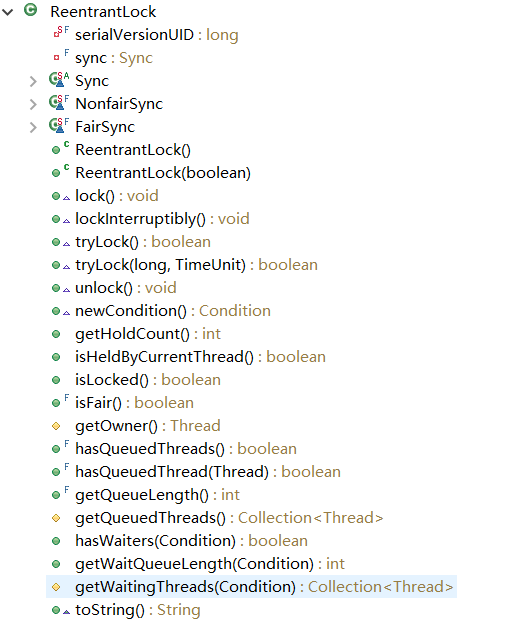 ReentrantLock
serialVersionUID : long
sync : Sync
Sync
NonfairSync
FairSync
ReentrantLock()
ReentrantLock(boolean)
lock() : void
lockInterruptibly() : void
tryLock() : boolean
tryLock(long, TimeUnit) : boolean
unlock() : void
newCondition() : Condition
getHoldCount() : int
isHeldByCurrentThread() : boolean
isLocked() : boolean
isFair() : boolean
getOwner() : Thread
hasQueuedThreads() : boolean
hasQueuedThread(Thread) : boolean
getQueueLength() : int
getQueuedThreads() : Collection<Thread>
hasWaiters(Condition) : boolean
getWaitQueueLength(Condition) : int
getWaitingThreads(Condition) : Collection<Thread>
toString() : String